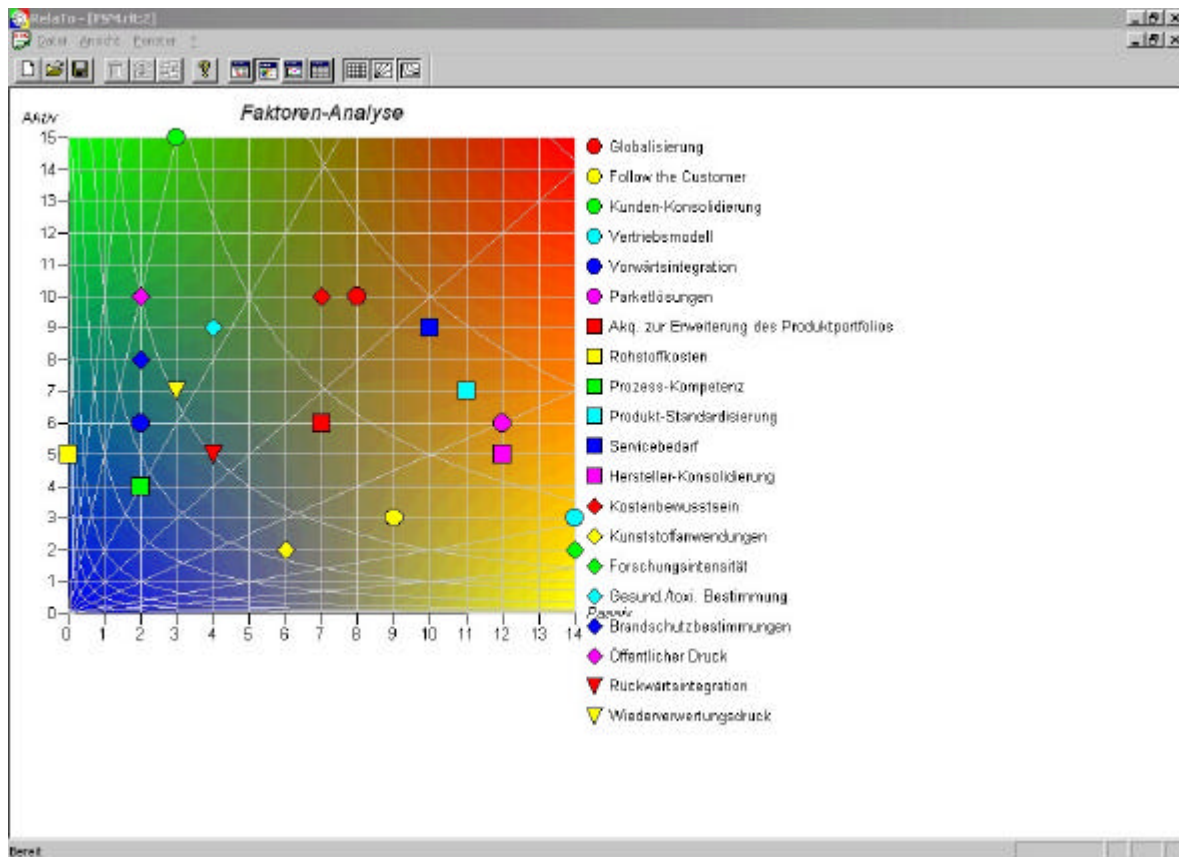 RelaTo - [PSM.rlt:2]
Datei Ansicht Fenster ?
Faktoren-Analyse
Aktiv
15
14
13
12
11
10
9
8
7
6
5
4
3
2
1
0
0 1 2 3 4 5 6 7 8 9 10 11 12 13 14
Passiv
Globalisierung
Follow the Customer
Kunden-Konsolidierung
Vertriebsmodell
Vorwärtsintegration
Parketlösungen
Akq. zur Erweiterung des Produktportfolios
Rohstoffkosten
Prozess-Kompetenz
Produkt-Standardisierung
Servicebedarf
Hersteller-Konsolidierung
Kostenbewusstsein
Kunststoffanwendungen
Forschungsintensität
Gesund./toxi. Bestimmung
Brandschutzbestimmungen
Öffentlicher Druck
Rückwärtsintegration
Wiederverwertungsdruck
Bereit